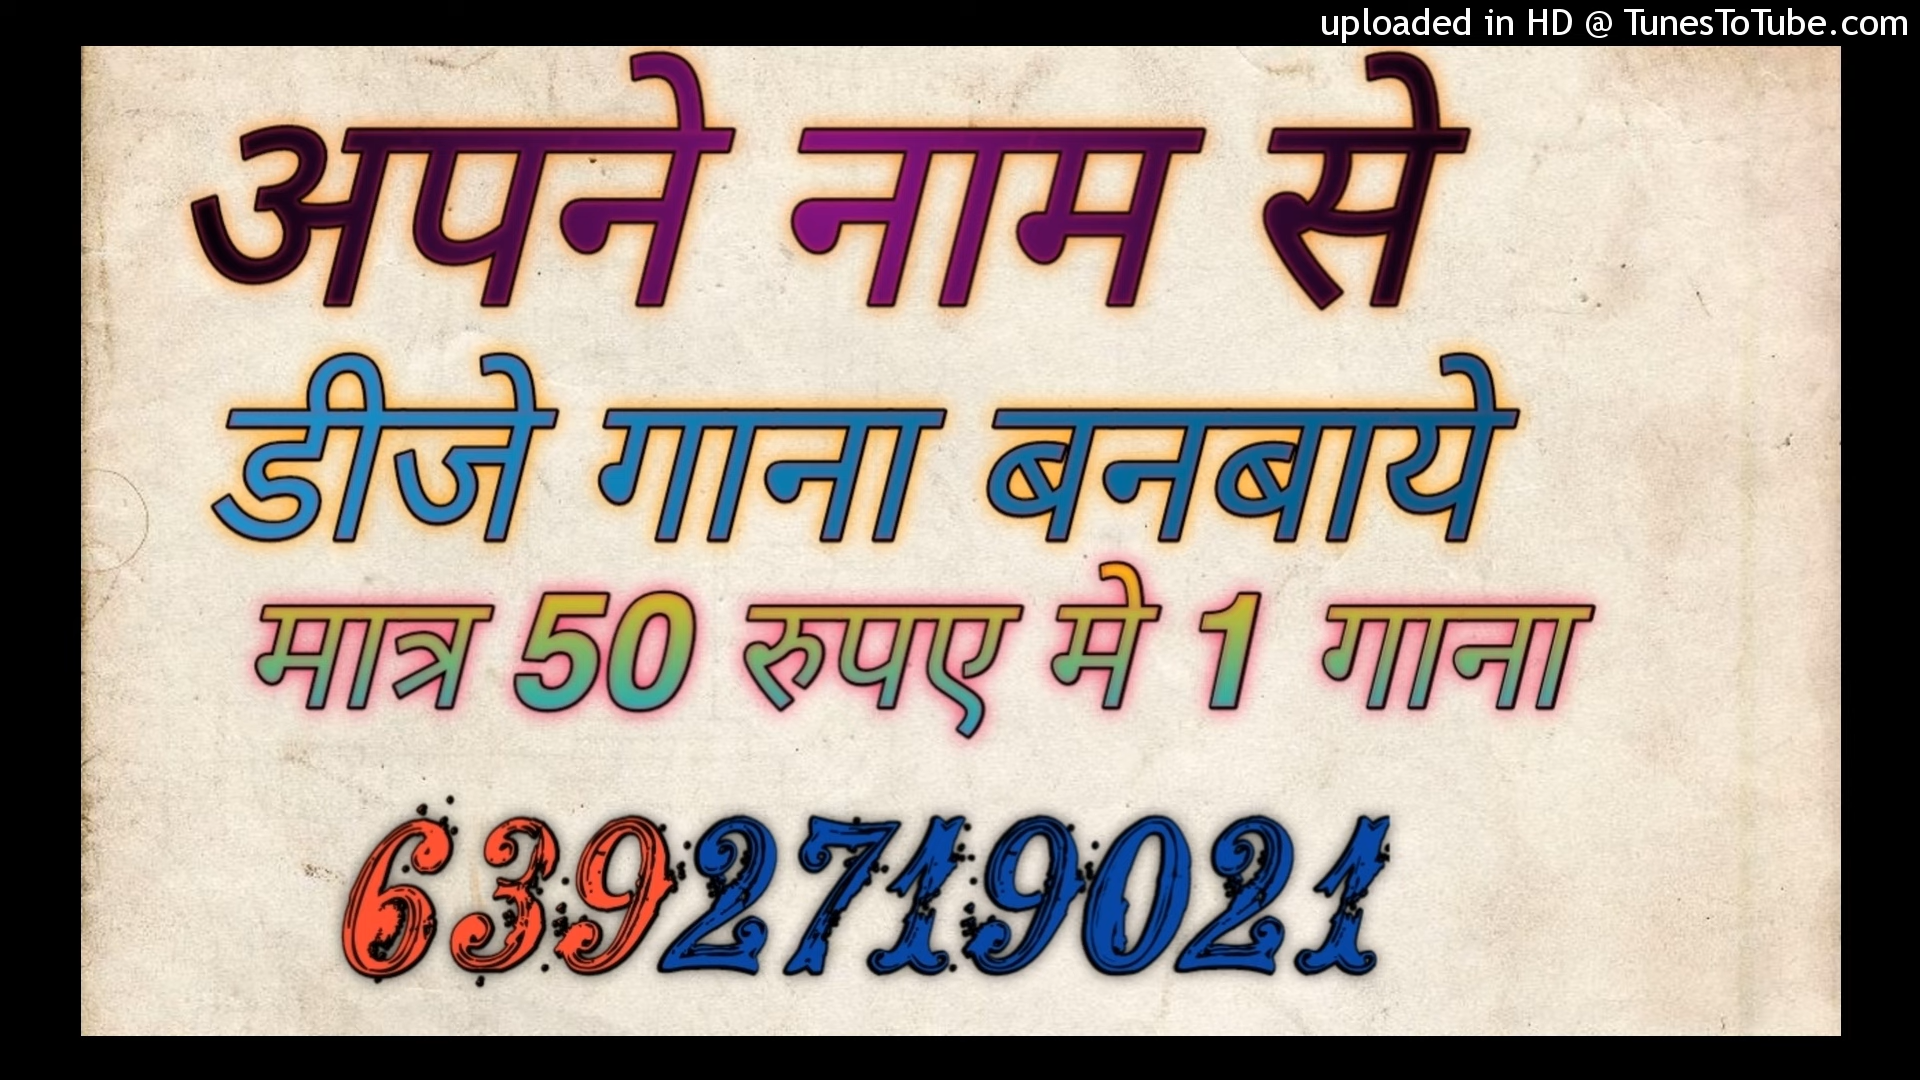 uploaded in HD @ TunesToTube.com
अपने नाम से
डीजे गाना बनबाये
मात्र 50 रुपए मे 1 गाना
6392719021